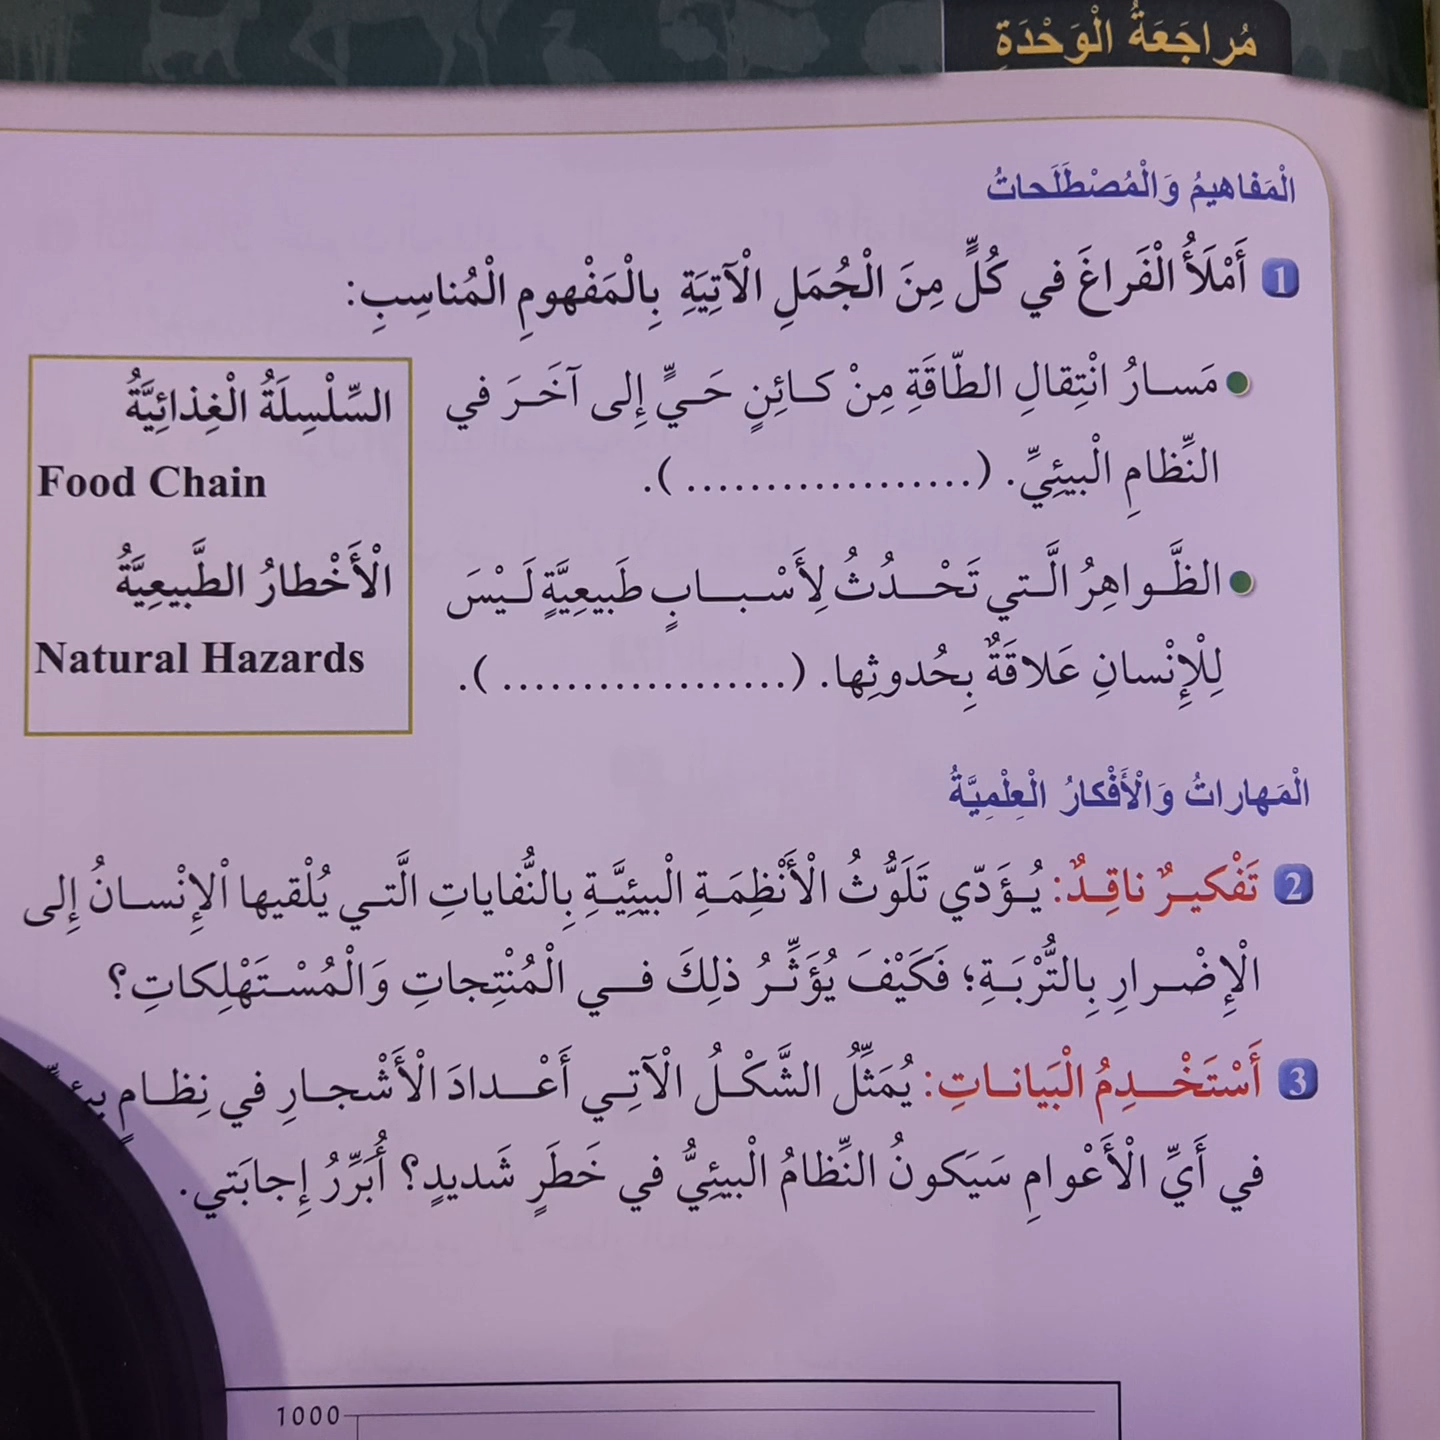 مُراجَعَةُ الْوَحْدَةِ
الْمَفاهيمُ وَالْمُصْطَلَحاتُ
1 أَمْلَأُ الْفَراغَ في كُلٍّ مِنَ الْجُمَلِ الْآتِيَةِ بِالْمَفْهومِ الْمُناسِبِ:
مَسارُ انْتِقالِ الطّاقَةِ مِنْ كائِنٍ حَيٍّ إِلى آخَرَ في
النِّظامِ الْبيئِيِّ. (..................).
الظَّواهِرُ الَّتي تَحْدُثُ لِأَسْبابٍ طَبيعِيَّةٍ لَيْسَ
لِلْإِنْسانِ عَلاقَةٌ بِحُدوثِها. (..................).
السِّلْسِلَةُ الْغِذائِيَّةُ
Food Chain
الْأَخْطارُ الطَّبيعِيَّةُ
Natural Hazards
الْمَهاراتُ وَالْأَفْكارُ الْعِلْمِيَّةُ
2 تَفْكيرٌ ناقِدٌ: يُؤَدّي تَلَوُّثُ الْأَنْظِمَةِ الْبيئِيَّةِ بِالنُّفاياتِ الَّتي يُلْقيها اْلإِنْسانُ إِلى
الْإِضْرارِ بِالتُّرْبَةِ؛ فَكَيْفَ يُؤَثِّرُ ذلِكَ في الْمُنْتِجاتِ وَالْمُسْتَهْلِكاتِ؟
3 أَسْتَخْدِمُ الْبَياناتِ: يُمَثِّلُ الشَّكْلُ الْآتِي أَعْدادَ الْأَشْجارِ في نِظامٍ
في أَيِّ الْأَعْوامِ سَيَكونُ النِّظامُ الْبيئِيُّ في خَطَرٍ شَديدٍ؟ أُبَرِّرُ إِجابَتي.
1000